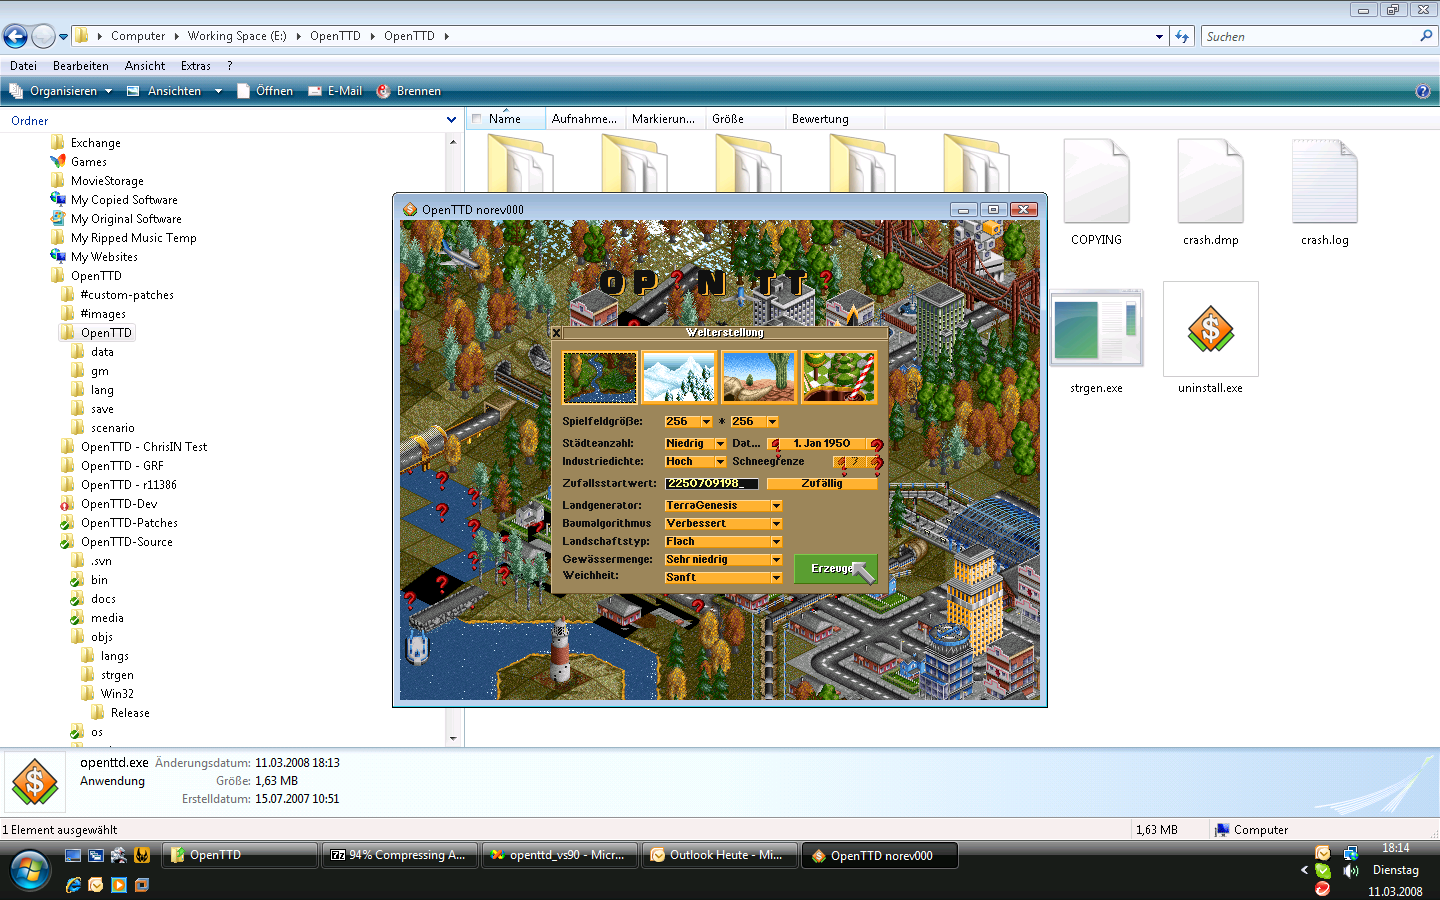 Computer ▸ Working Space (E:) ▸ OpenTTD ▸ OpenTTD ▸
Suchen
Datei Bearbeiten Ansicht Extras ?
Organisieren Ansichten Öffnen E-Mail Brennen
Ordner
Name Aufnahme... Markierun... Größe Bewertung
Exchange
Games
MovieStorage
My Copied Software
My Original Software
My Ripped Music Temp
My Websites
OpenTTD
#custom-patches
#images
OpenTTD
data
gm
lang
save
scenario
OpenTTD - ChrisIN Test
OpenTTD - GRF
OpenTTD - r11386
OpenTTD-Dev
OpenTTD-Patches
OpenTTD-Source
.svn
bin
docs
media
objs
langs
strgen
Win32
Release
os
COPYING crash.dmp crash.log
strgen.exe uninstall.exe
OpenTTD norev000
OP?N TT?
Welterstellung
Spielfeldgröße: 256 * 256
Städteanzahl: Niedrig Dat... 1. Jan 1950
Industriedichte: Hoch Schneegrenze 7
Zufallsstartwert: 2250709198_ Zufällig
Landgenerator: TerraGenesis
Baumalgorithmus Verbessert
Landschaftstyp: Flach
Gewässermenge: Sehr niedrig
Weichheit: Sanft
Erzeuge
openttd.exe Änderungsdatum: 11.03.2008 18:13
Anwendung Größe: 1,63 MB
Erstelldatum: 15.07.2007 10:51
1 Element ausgewählt 1,63 MB Computer
OpenTTD 94% Compressing A... openttd_vs90 - Micr... Outlook Heute - Mi... OpenTTD norev000
18:14
Dienstag
11.03.2008